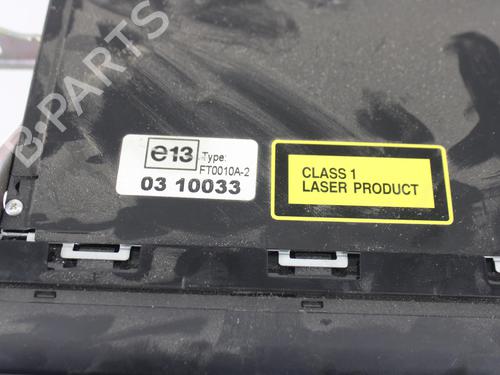 B-PARTS
e13 Type:
FT0010A-2
03 10033
CLASS 1
LASER PRODUCT